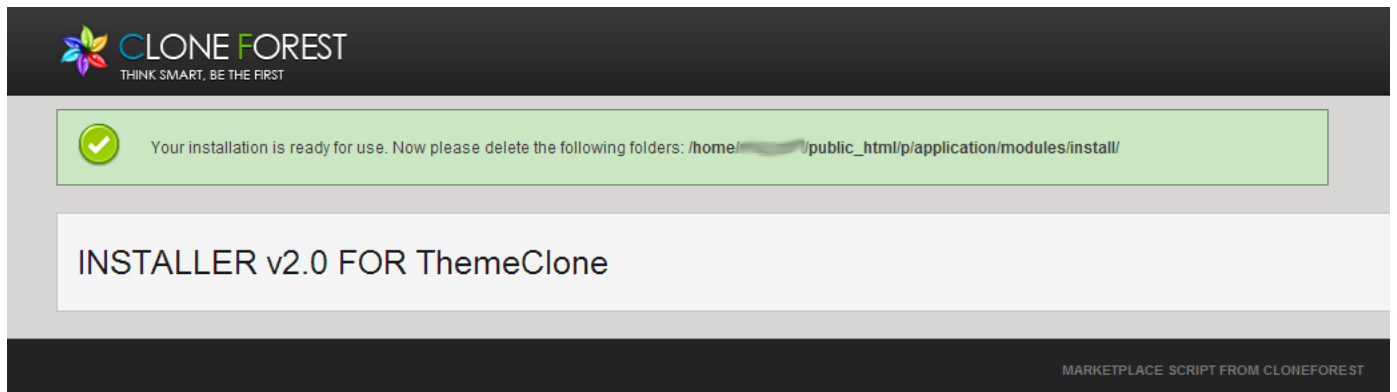 CLONE FOREST
THINK SMART, BE THE FIRST
Your installation is ready for use. Now please delete the following folders: /home/ /public_html/p/application/modules/install/
INSTALLER v2.0 FOR ThemeClone
MARKETPLACE SCRIPT FROM CLONEFOREST